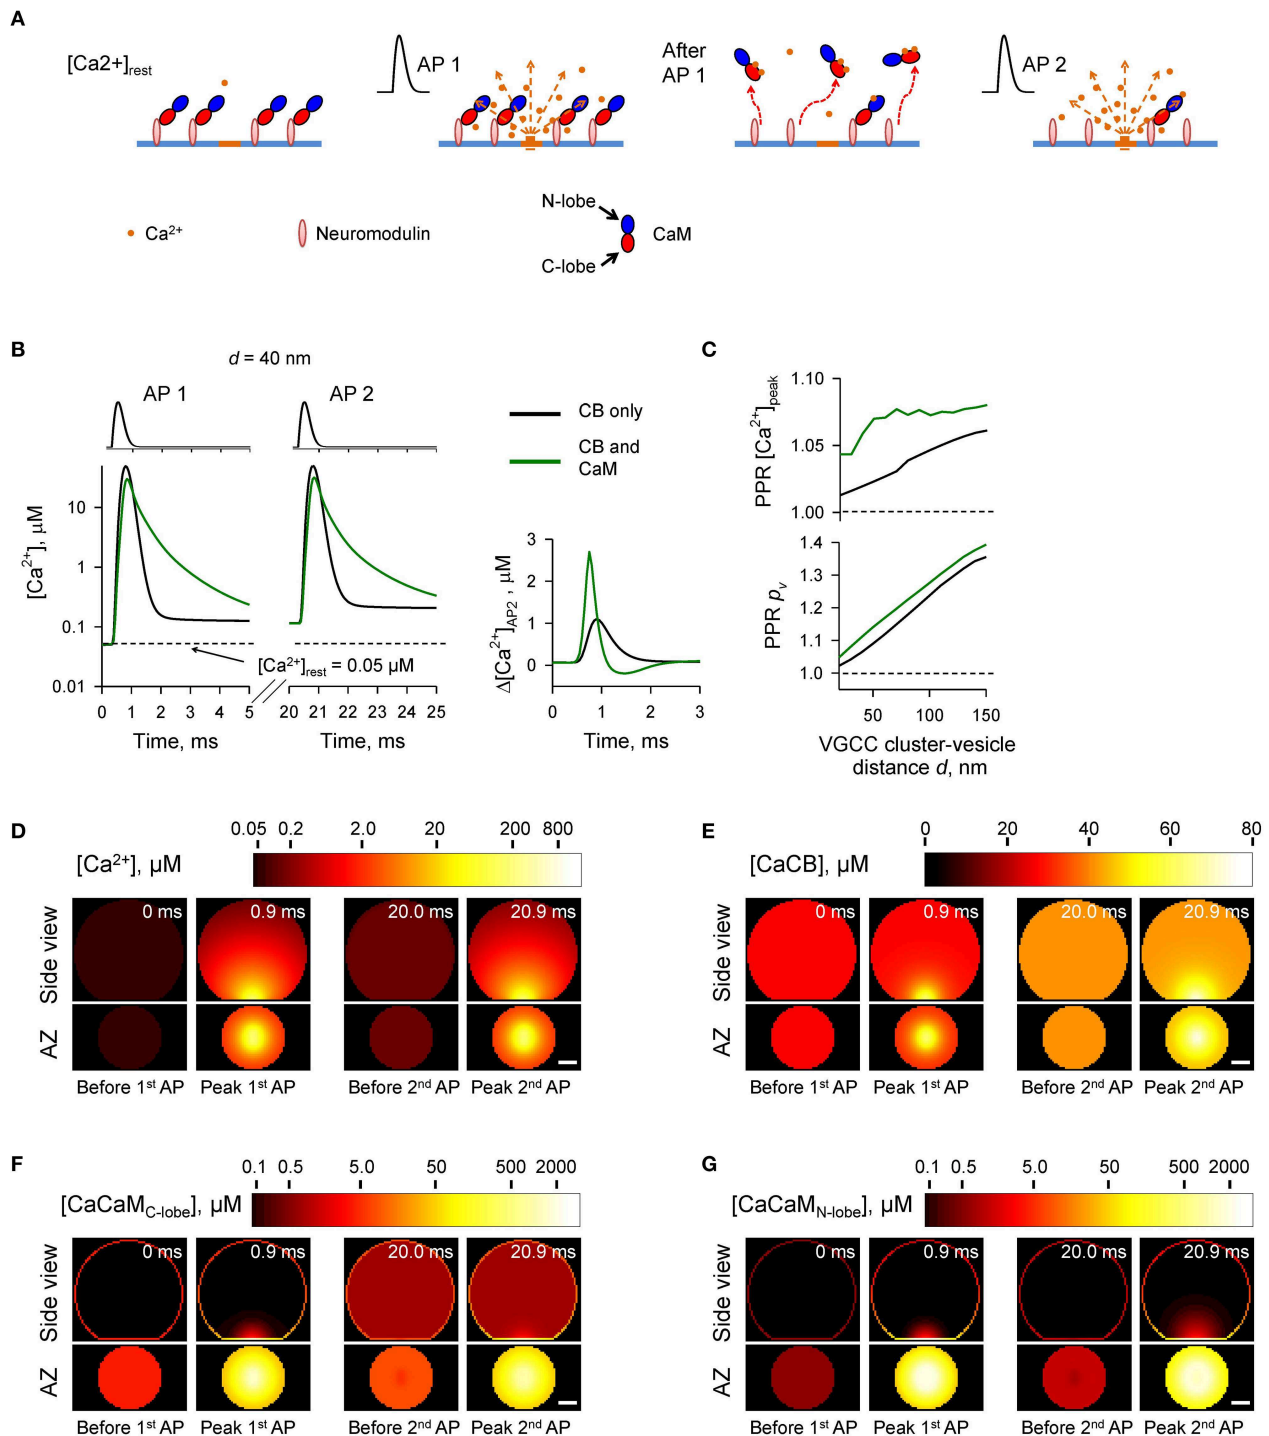 A
[Ca2+]rest
AP 1
After
AP 1
AP 2
Ca²⁺
Neuromodulin
N-lobe
C-lobe
CaM
B
d = 40 nm
AP 1
AP 2
CB only
CB and
CaM
[Ca²⁺], μM
10
1
0.1
0.01
[Ca²⁺]rest = 0.05 μM
0 1 2 3 4 5
20 21 22 23 24 25
Time, ms
Time, ms
Δ[Ca²⁺]AP2 , μM
3
2
1
0
0 1 2 3
Time, ms
C
PPR [Ca²⁺]peak
1.10
1.05
1.00
PPR pv
1.4
1.3
1.2
1.1
1.0
50 100 150
VGCC cluster-vesicle
distance d, nm
D
0.05 0.2 2.0 20 200 800
[Ca²⁺], μM
Side view
0 ms
0.9 ms
20.0 ms
20.9 ms
AZ
Before 1st AP
Peak 1st AP
Before 2nd AP
Peak 2nd AP
E
0 20 40 60 80
[CaCB], μM
Side view
0 ms
0.9 ms
20.0 ms
20.9 ms
AZ
Before 1st AP
Peak 1st AP
Before 2nd AP
Peak 2nd AP
F
0.1 0.5 5.0 50 500 2000
[CaCaMC-lobe], μM
Side view
0 ms
0.9 ms
20.0 ms
20.9 ms
AZ
Before 1st AP
Peak 1st AP
Before 2nd AP
Peak 2nd AP
G
0.1 0.5 5.0 50 500 2000
[CaCaMN-lobe], μM
Side view
0 ms
0.9 ms
20.0 ms
20.9 ms
AZ
Before 1st AP
Peak 1st AP
Before 2nd AP
Peak 2nd AP